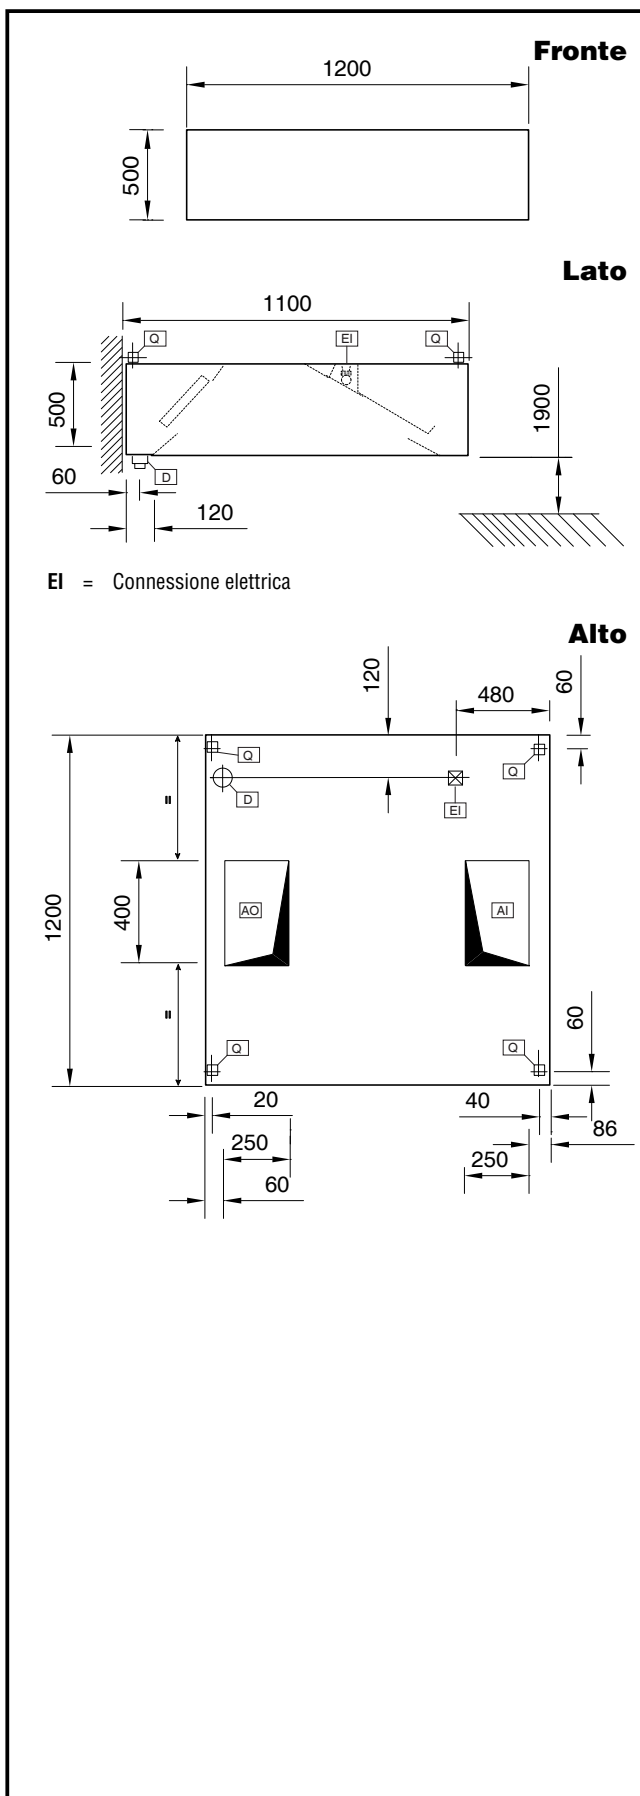 Fronte
1200
500
Lato
1100
Q EI Q
500
1900
60 D
120
EI = Connessione elettrica
Alto
120
480
60
Q Q
D EI
=
1200
400
AO AI
=
60
Q Q
20 40
86
250 250
60